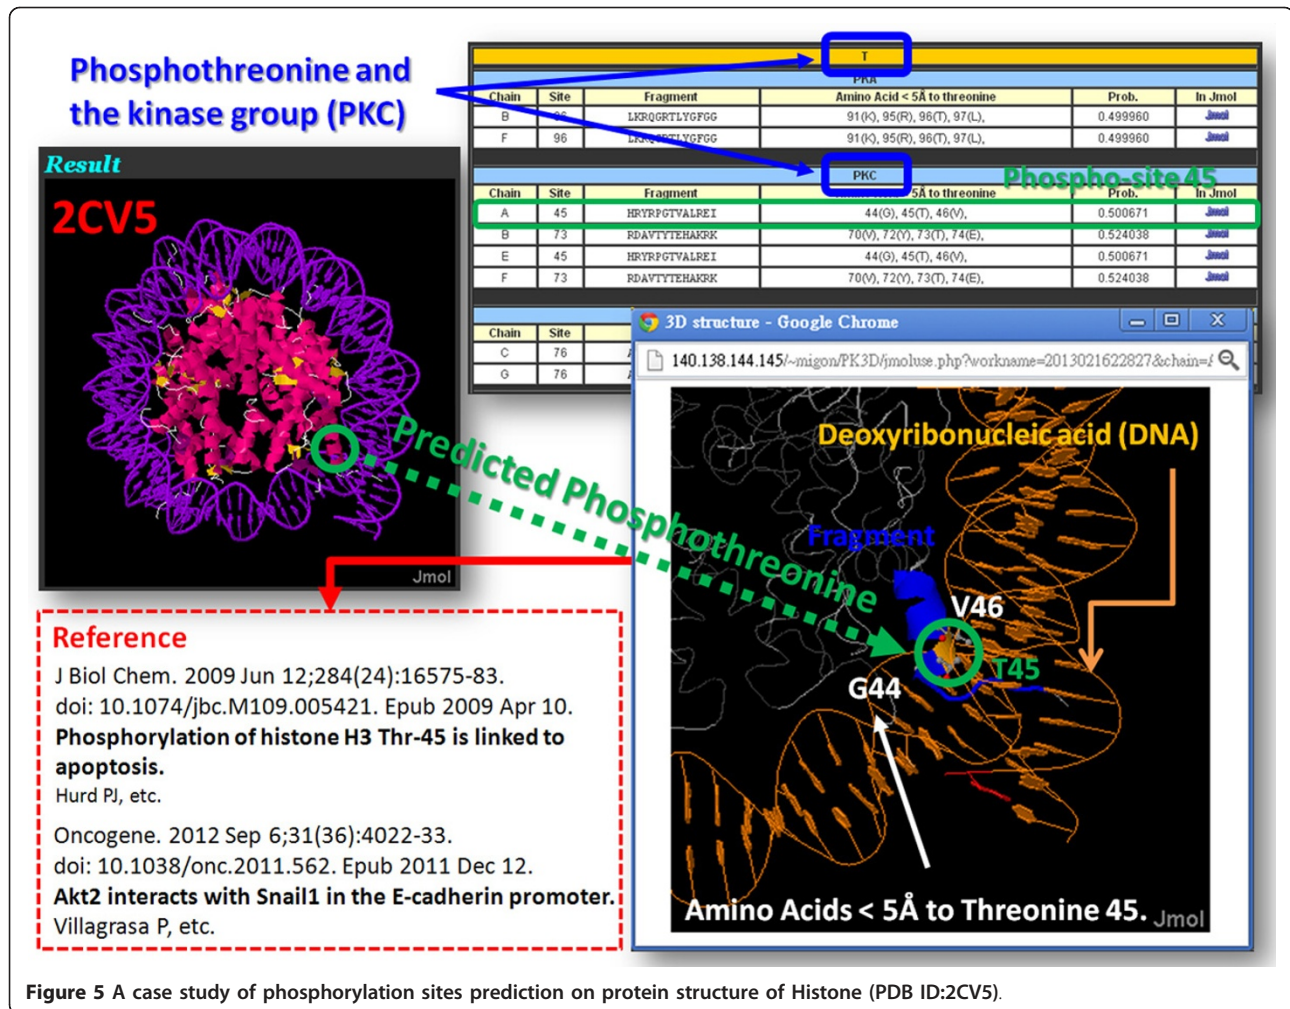 Phosphothreonine and
the kinase group (PKC)
T
PKA
Chain Site Fragment Amino Acid < 5Å to threonine Prob. In Jmol
B 96 LKRQGRTLYGFGG 91(K), 95(R), 96(T), 97(L), 0.499960 Jmol
F 96 LKRQGRTLYGFGG 91(K), 95(R), 96(T), 97(L), 0.499960 Jmol
PKC
Phospho-site 45
Chain Site Fragment Amino Acid < 5Å to threonine Prob. In Jmol
A 45 HRYRPGTVALREI 44(G), 45(T), 46(V), 0.500671 Jmol
B 73 RDAVTYTEHAKRK 70(V), 72(Y), 73(T), 74(E), 0.524038 Jmol
E 45 HRYRPGTVALREI 44(G), 45(T), 46(V), 0.500671 Jmol
F 73 RDAVTYTEHAKRK 70(V), 72(Y), 73(T), 74(E), 0.524038 Jmol
Chain Site
C 76
G 76
Result
2CV5
Jmol
3D structure - Google Chrome
140.138.144.145/~migon/PK3D/jmoluse.php?workname=2013021622827&chain=
Deoxyribonucleic acid (DNA)
Predicted Phosphothreonine
Fragment
V46
T45
G44
Amino Acids < 5Å to Threonine 45.
Jmol
Reference
J Biol Chem. 2009 Jun 12;284(24):16575-83.
doi: 10.1074/jbc.M109.005421. Epub 2009 Apr 10.
Phosphorylation of histone H3 Thr-45 is linked to
apoptosis.
Hurd PJ, etc.
Oncogene. 2012 Sep 6;31(36):4022-33.
doi: 10.1038/onc.2011.562. Epub 2011 Dec 12.
Akt2 interacts with Snail1 in the E-cadherin promoter.
Villagrasa P, etc.
Figure 5 A case study of phosphorylation sites prediction on protein structure of Histone (PDB ID:2CV5).